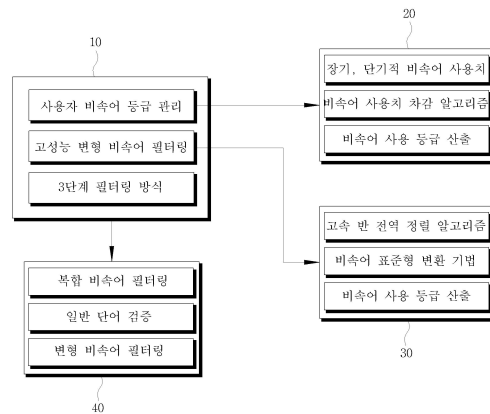 10
사용자 비속어 등급 관리
고성능 변형 비속어 필터링
3단계 필터링 방식
20
장기, 단기적 비속어 사용치
비속어 사용치 차감 알고리즘
비속어 사용 등급 산출
고속 반 전역 정렬 알고리즘
비속어 표준형 변환 기법
비속어 사용 등급 산출
30
복합 비속어 필터링
일반 단어 검증
변형 비속어 필터링
40